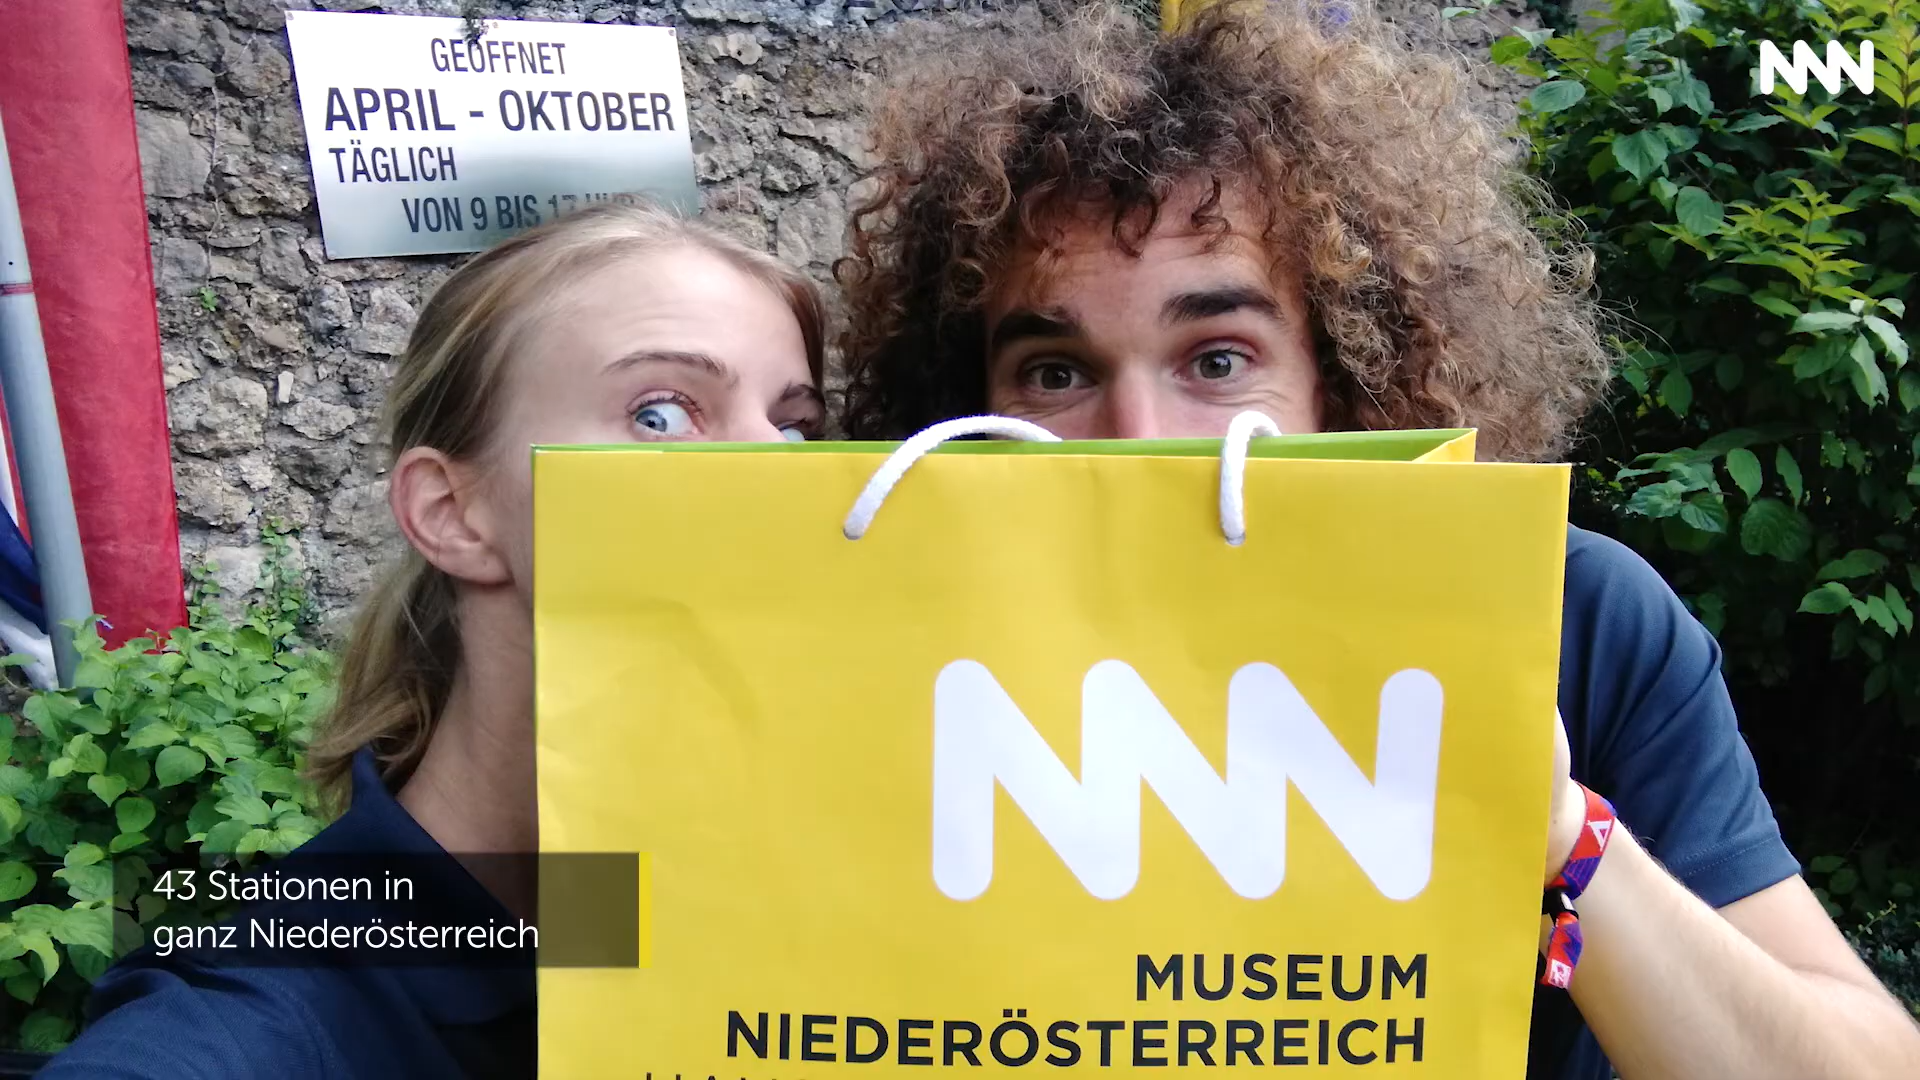 GEÖFFNET
APRIL - OKTOBER
TÄGLICH
VON 9 BIS
43 Stationen in
ganz Niederösterreich
MUSEUM
NIEDERÖSTERREICH